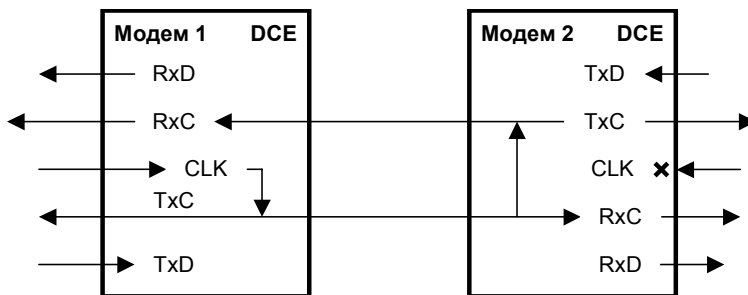 Модем 1 DCE
RxD
RxC
CLK
TxC
TxD
Модем 2 DCE
TxD
TxC
CLK
RxC
RxD